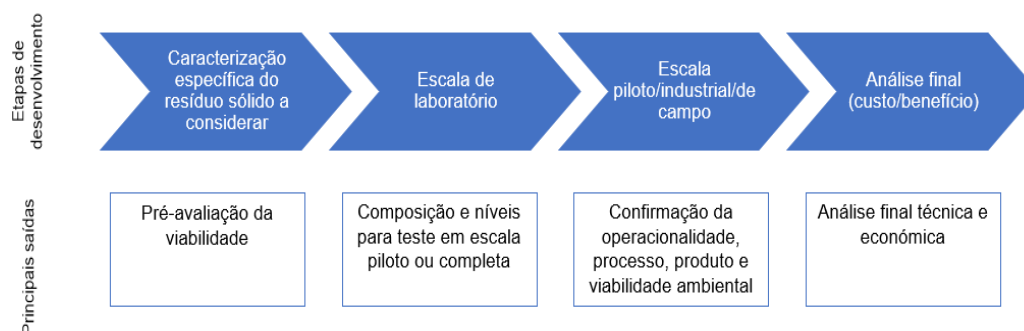 Etapas de
desenvolvimento
Caracterização
específica do
resíduo sólido a
considerar
Escala de
laboratório
Escala
piloto/industrial/de
campo
Análise final
(custo/benefício)
Principais saídas
Pré-avaliação da
viabilidade
Composição e níveis
para teste em escala
piloto ou completa
Confirmação da
operacionalidade,
processo, produto e
viabilidade ambiental
Análise final técnica e
económica